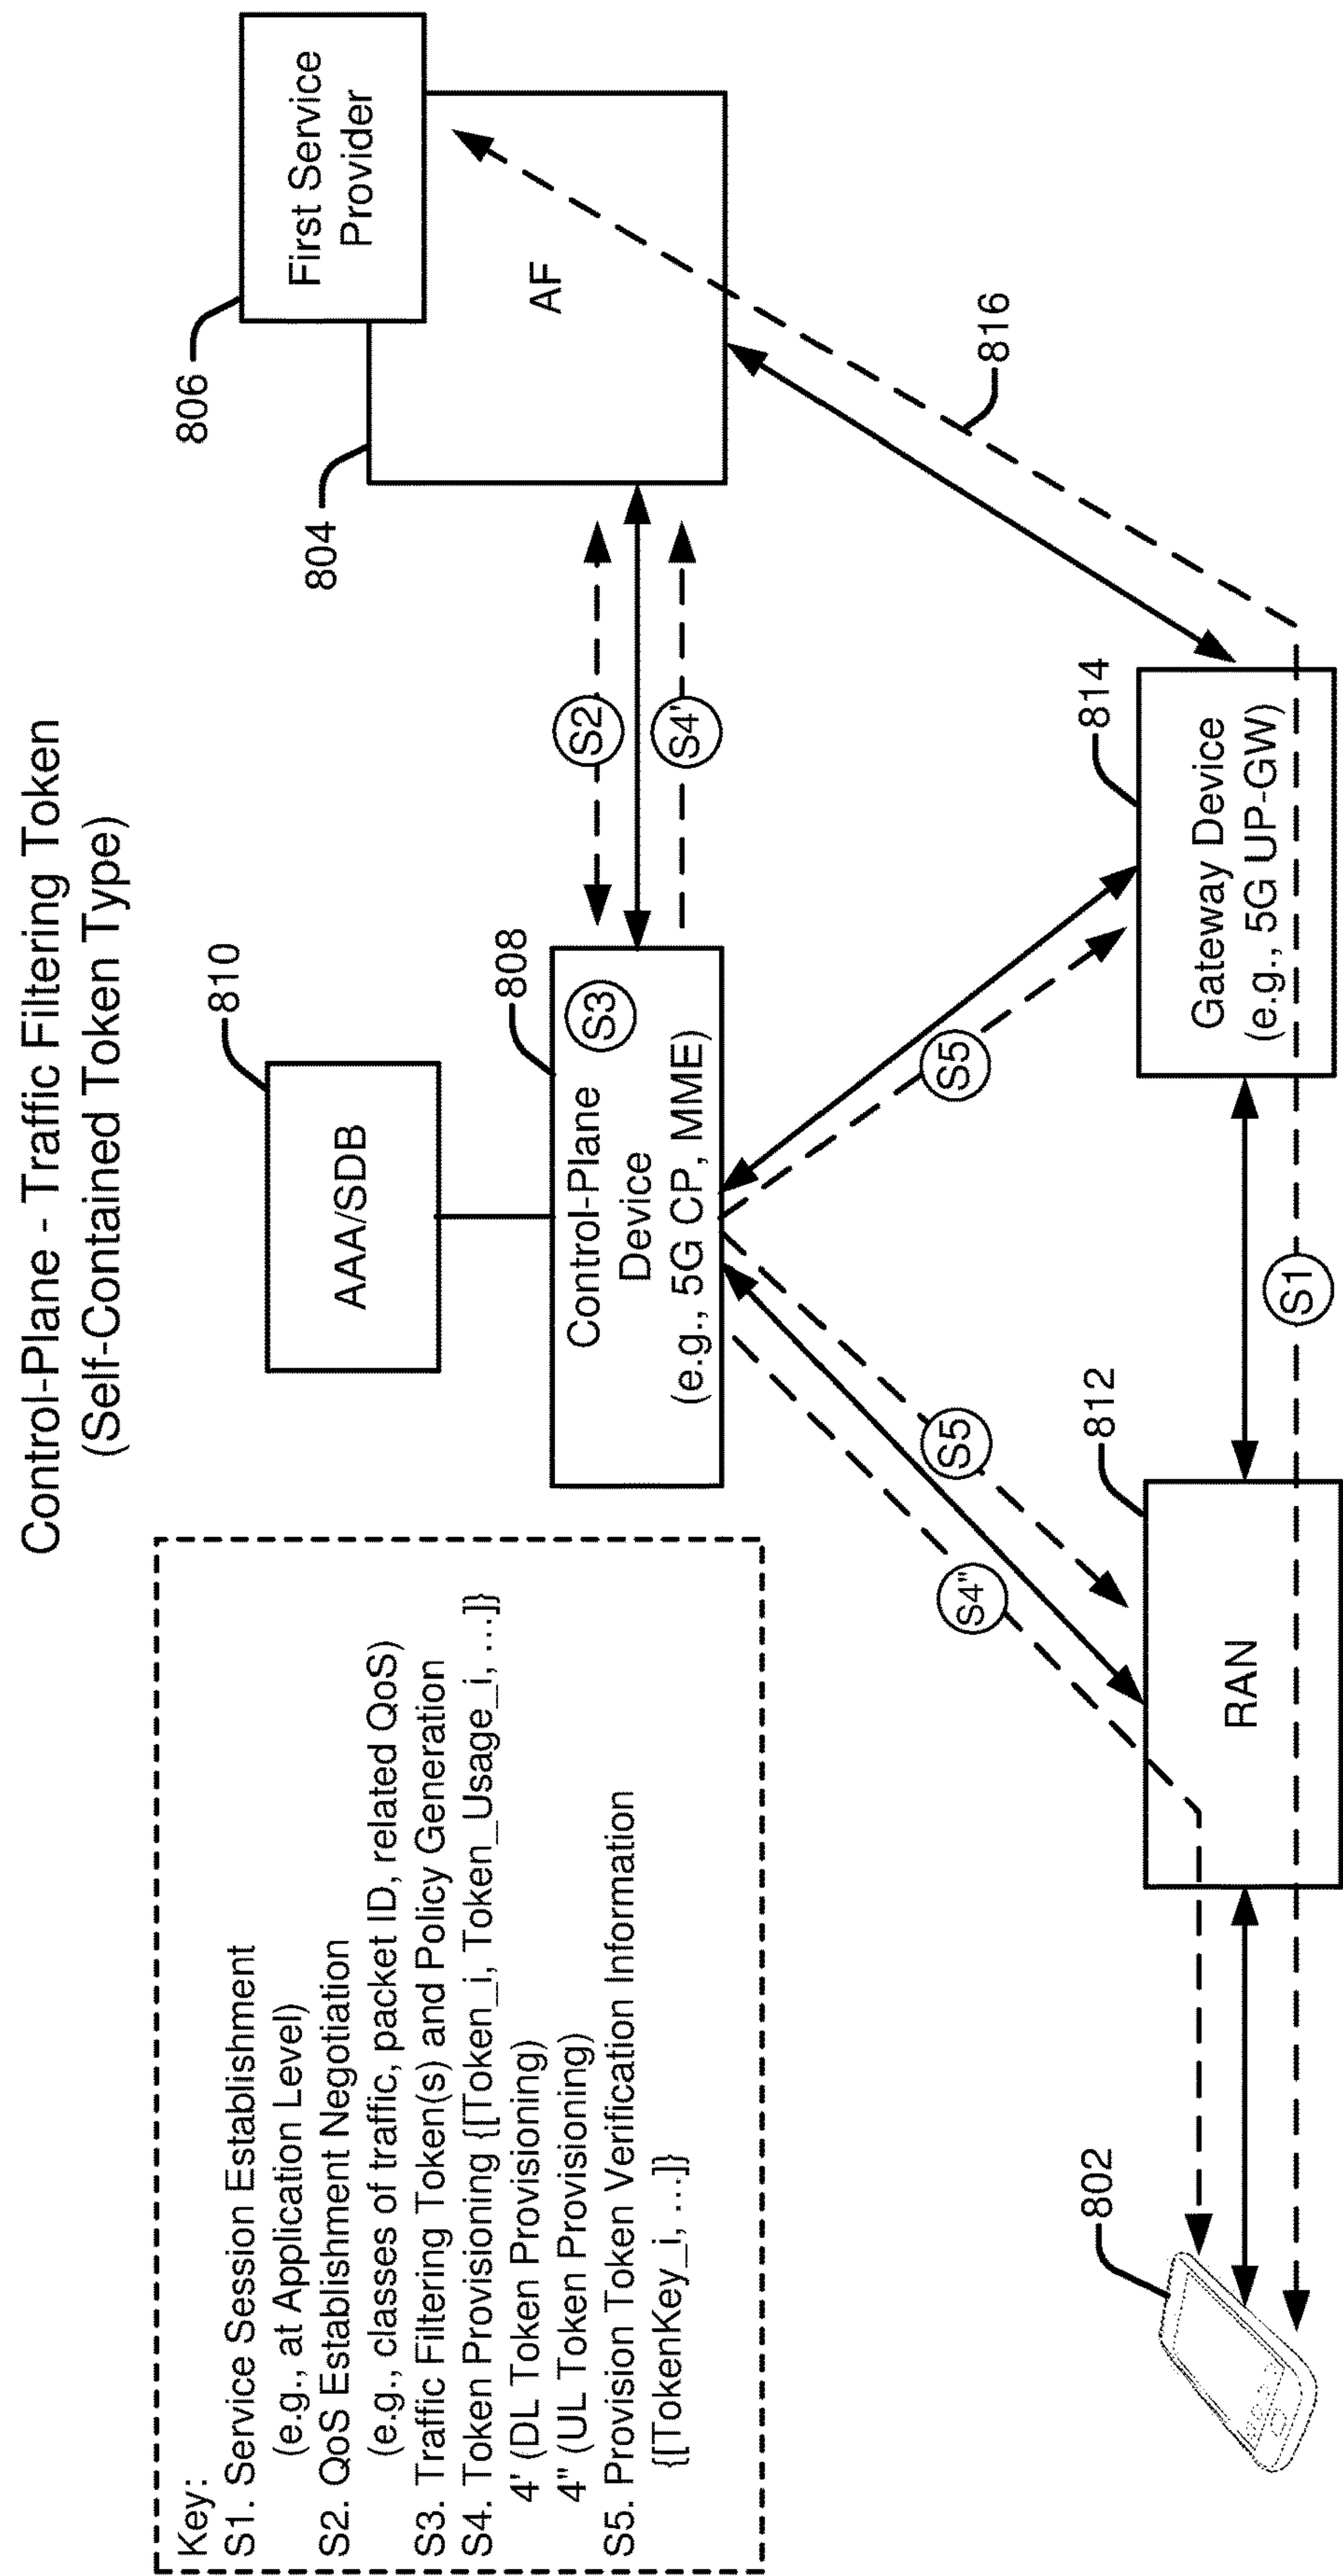 Control-Plane - Traffic Filtering Token
(Self-Contained Token Type)
Key:
S1. Service Session Establishment
(e.g., at Application Level)
S2. QoS Establishment Negotiation
(e.g., classes of traffic, packet ID, related QoS)
S3. Traffic Filtering Token(s) and Policy Generation
S4. Token Provisioning {[Token_i, Token_Usage_i, ...]}
4' (DL Token Provisioning)
4" (UL Token Provisioning)
S5. Provision Token Verification Information
{[TokenKey_i, ...]}
810
AAA/SDB
808
S3
Control-Plane
Device
(e.g., 5G CP, MME)
S2
S4'
804
806
First Service
Provider
AF
S4"
S5
S5
816
802
812
RAN
S1
814
Gateway Device
(e.g., 5G UP-GW)